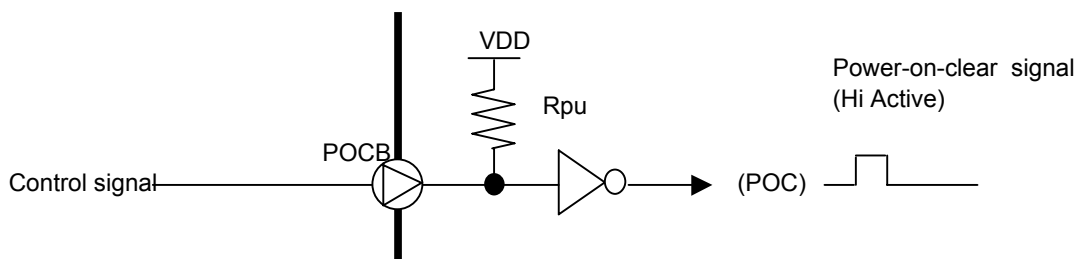 VDD
Power-on-clear signal
(Hi Active)
Rpu
POCB
Control signal
(POC)